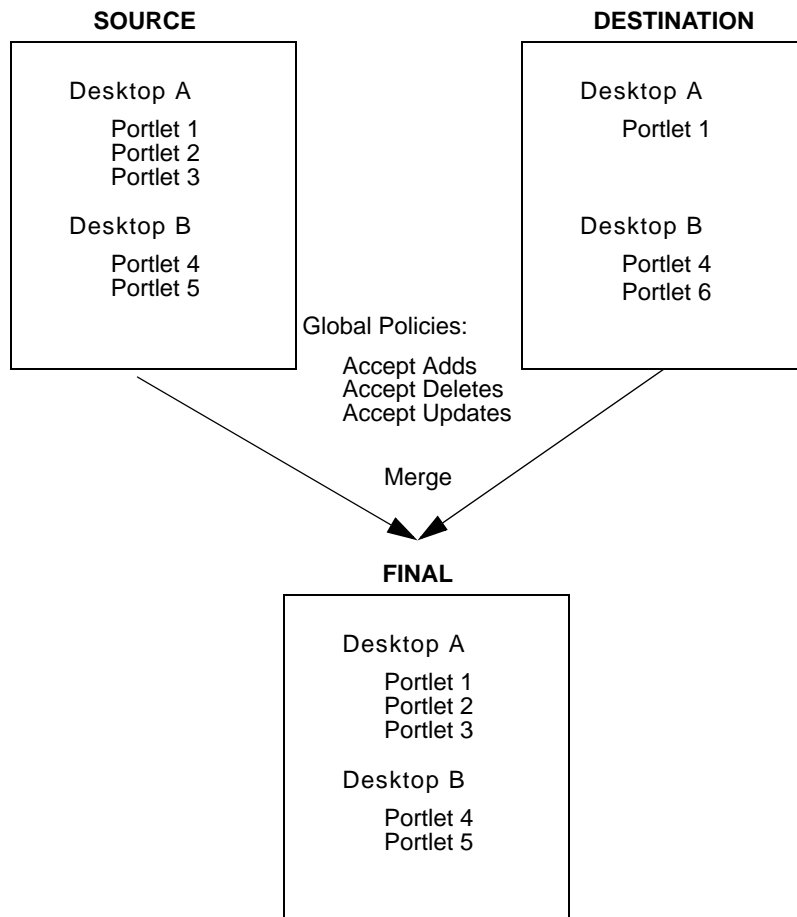 SOURCE
Desktop A
Portlet 1
Portlet 2
Portlet 3
Desktop B
Portlet 4
Portlet 5
DESTINATION
Desktop A
Portlet 1
Desktop B
Portlet 4
Portlet 6
Global Policies:
Accept Adds
Accept Deletes
Accept Updates
Merge
FINAL
Desktop A
Portlet 1
Portlet 2
Portlet 3
Desktop B
Portlet 4
Portlet 5